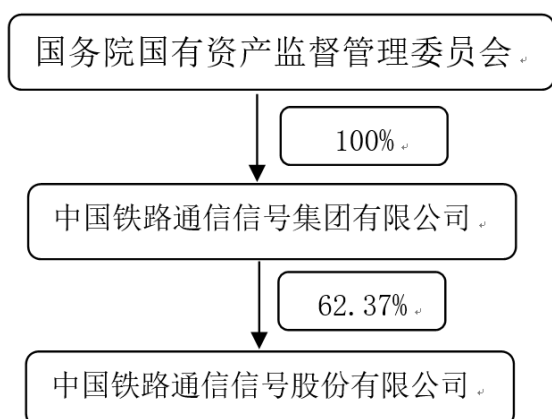 国务院国有资产监督管理委员会
100%
中国铁路通信信号集团有限公司
62.37%
中国铁路通信信号股份有限公司